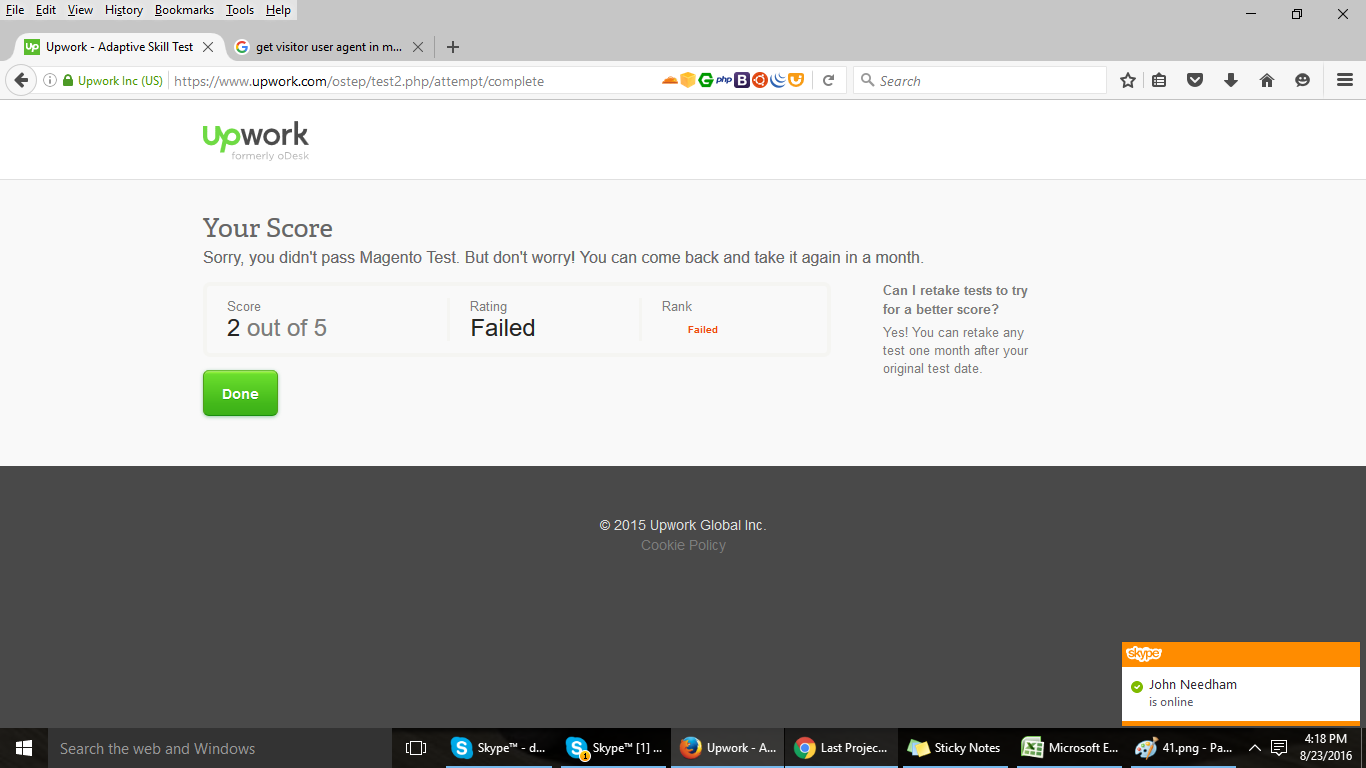 File Edit View History Bookmarks Tools Help
Upwork - Adaptive Skill Test
get visitor user agent in m...
Upwork Inc (US)
https://www.upwork.com/ostep/test2.php/attempt/complete
php
B
Search
upwork
formerly oDesk
Your Score
Sorry, you didn't pass Magento Test. But don't worry! You can come back and take it again in a month.
Score
2 out of 5
Rating
Failed
Rank
Failed
Can I retake tests to try
for a better score?
Yes! You can retake any
test one month after your
original test date.
Done
© 2015 Upwork Global Inc.
Cookie Policy
skype
John Needham
is online
Search the web and Windows
Skype™ - d...
Skype™ [1] ...
Upwork - A...
Last Projec...
Sticky Notes
Microsoft E...
41.png - Pa...
4:18 PM
8/23/2016